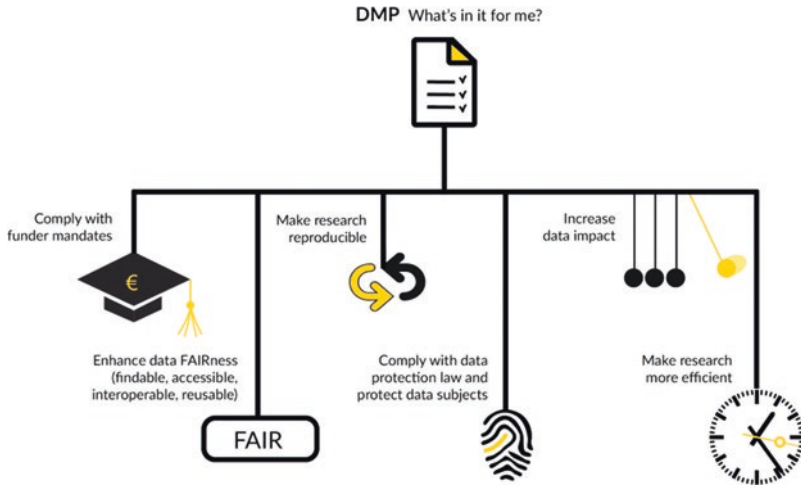 DMP What's in it for me?
Comply with
funder mandates
€
Make research
reproducible
Increase
data impact
Enhance data FAIRness
(findable, accessible,
interoperable, reusable)
FAIR
Comply with data
protection law and
protect data subjects
Make research
more efficient